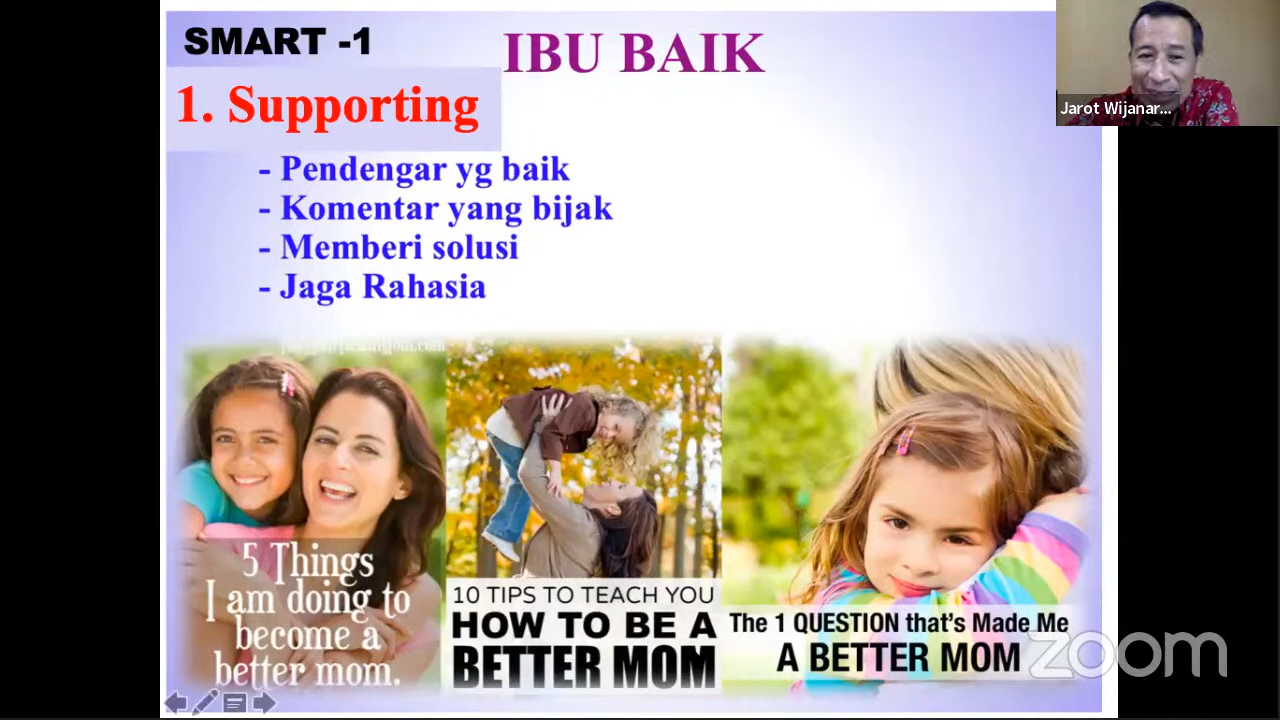 SMART -1
IBU BAIK
1. Supporting
- Pendengar yg baik
- Komentar yang bijak
- Memberi solusi
- Jaga Rahasia
Jarot Wijanar...
5 Things
I am doing to
become a
better mom.
10 TIPS TO TEACH YOU
HOW TO BE A
BETTER MOM
The 1 QUESTION that's Made Me
A BETTER MOM
zoom